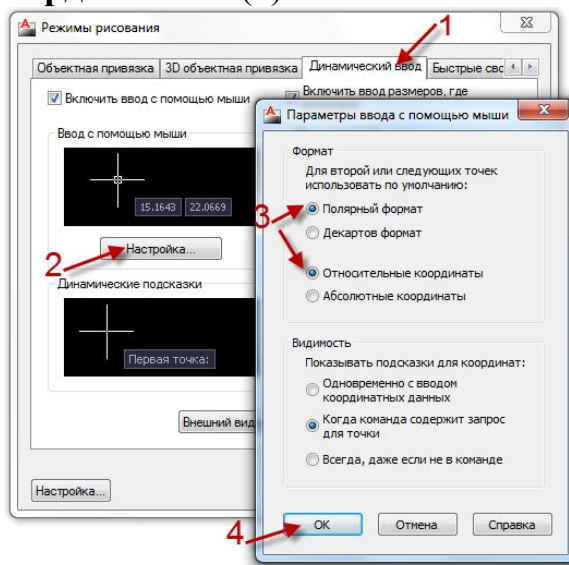 Режимы рисования
1
Объектная привязка 3D объектная привязка Динамический ввод Быстрые свс
Включить ввод с помощью мыши
Включить ввод размеров, где
Ввод с помощью мыши
15.1643 22.0669
2
Настройка...
Динамические подсказки
Первая точка:
Внешний вид
Настройка...
Параметры ввода с помощью мыши
Формат
Для второй или следующих точек
использовать по умолчанию:
3
Полярный формат
Декартов формат
Относительные координаты
Абсолютные координаты
Видимость
Показывать подсказки для координат:
Одновременно с вводом
координатных данных
Когда команда содержит запрос
для точки
Всегда, даже если не в команде
4
ОК Отмена Справка